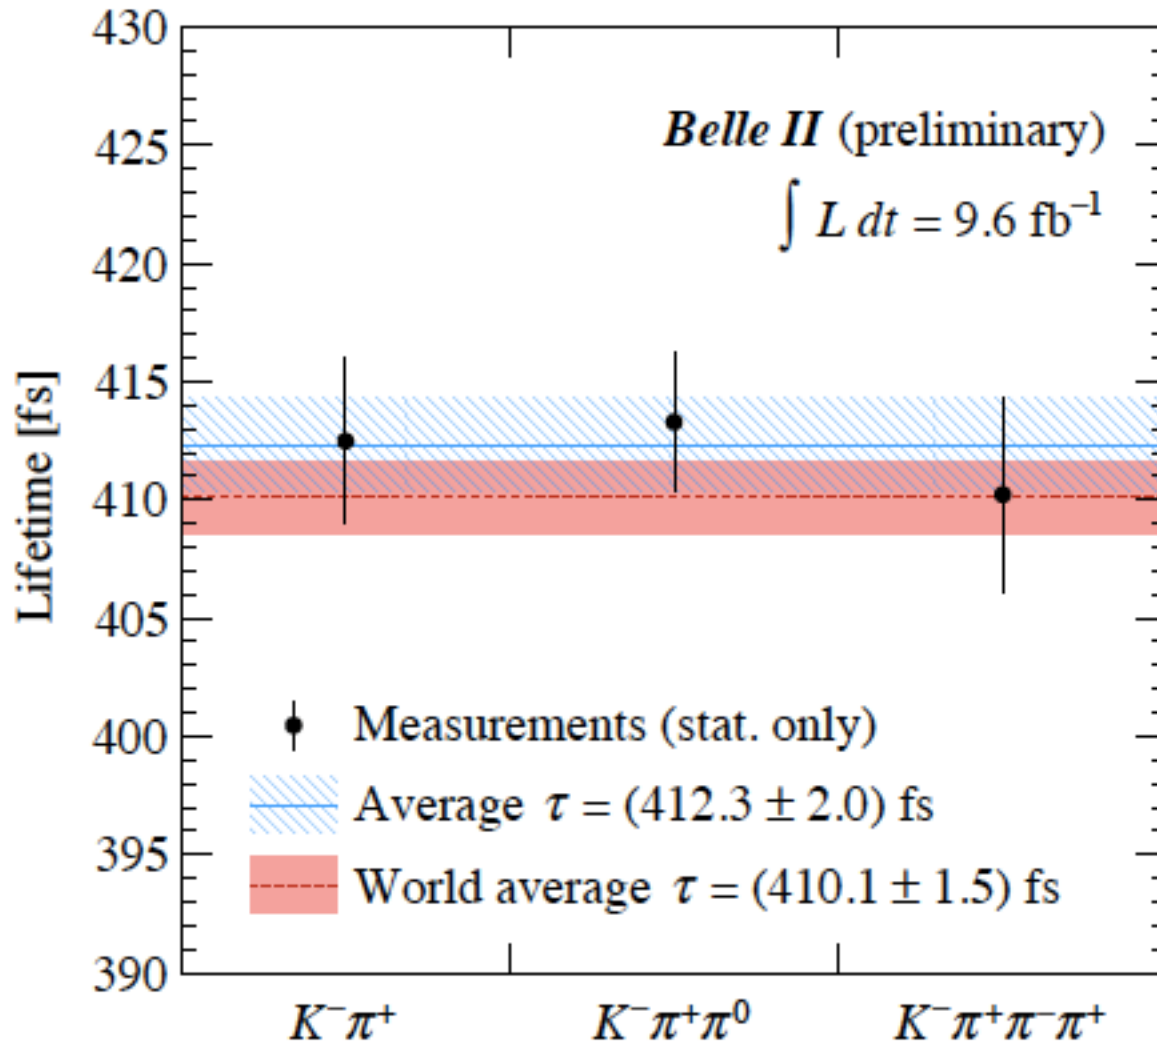 430
425
420
415
410
405
400
395
390
Lifetime [fs]
Belle II (preliminary)
∫ L dt = 9.6 fb⁻¹
Measurements (stat. only)
Average τ = (412.3 ± 2.0) fs
World average τ = (410.1 ± 1.5) fs
K⁻π⁺
K⁻π⁺π⁰
K⁻π⁺π⁻π⁺